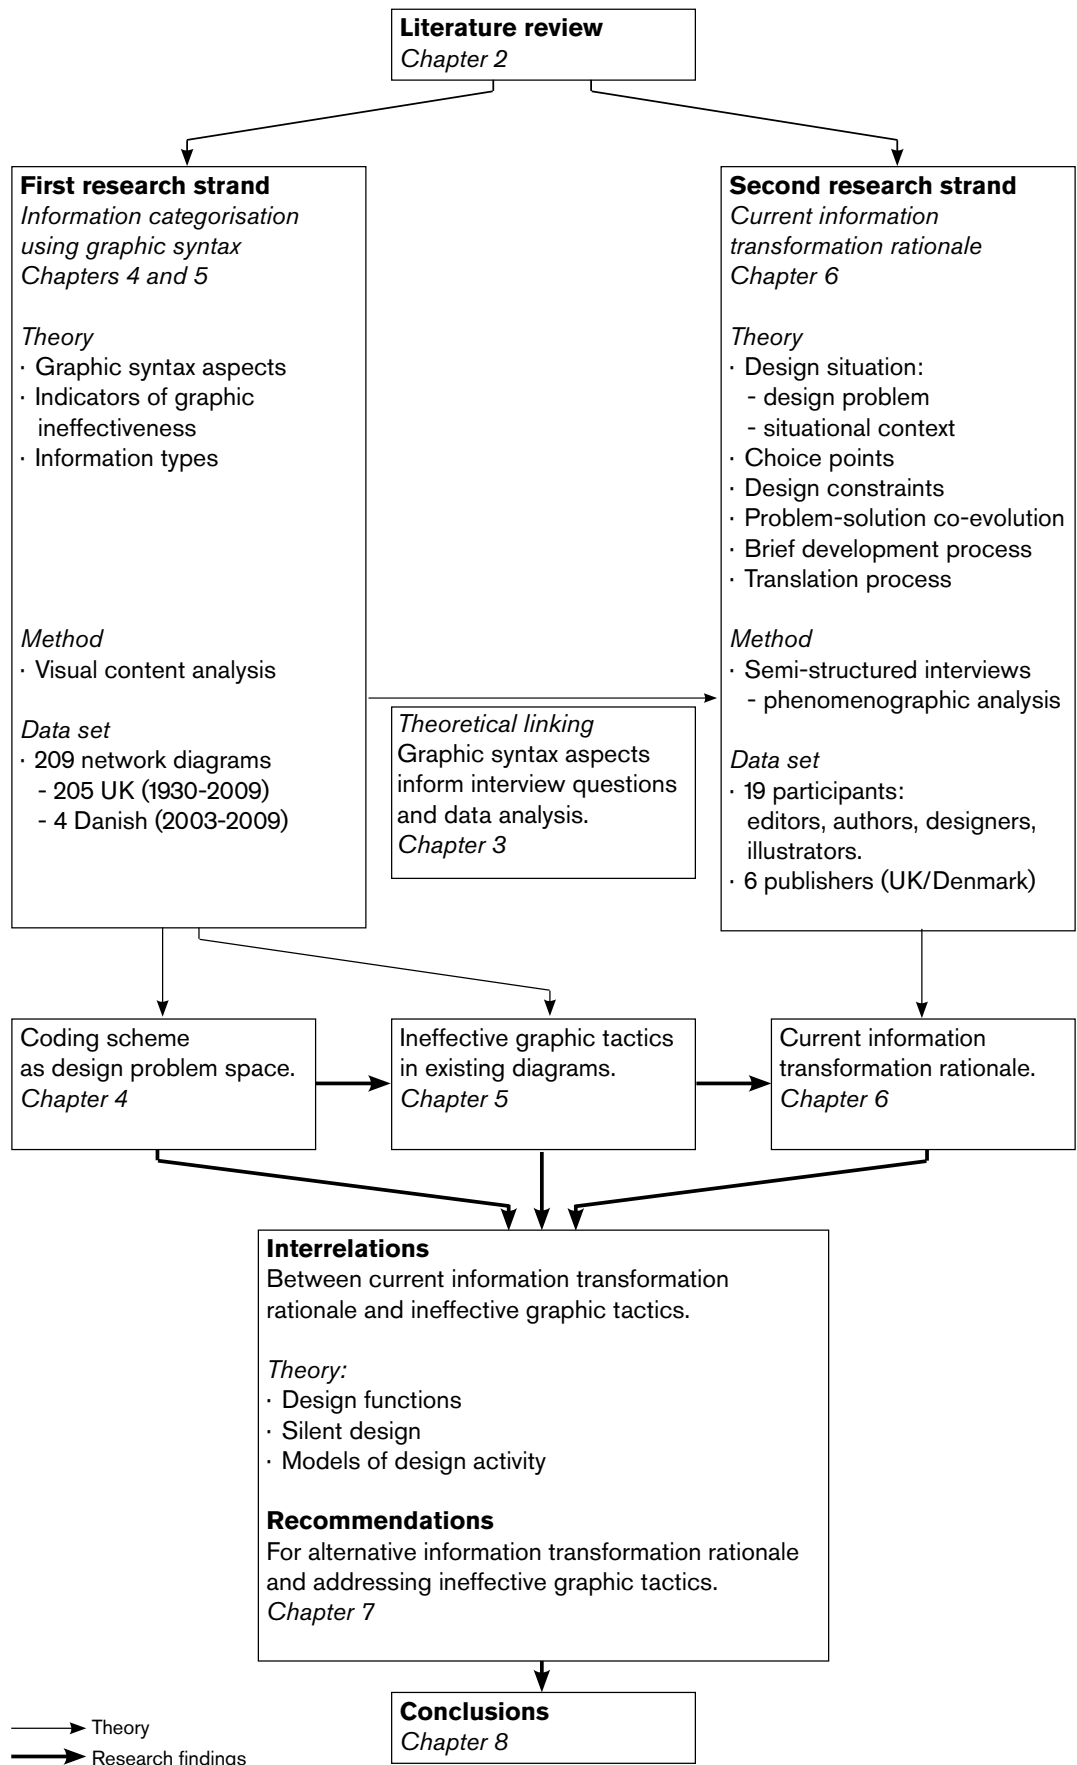 Literature review
Chapter 2
First research strand
Information categorisation
using graphic syntax
Chapters 4 and 5
Theory
· Graphic syntax aspects
· Indicators of graphic
ineffectiveness
· Information types
Method
· Visual content analysis
Data set
· 209 network diagrams
- 205 UK (1930-2009)
- 4 Danish (2003-2009)
Theoretical linking
Graphic syntax aspects
inform interview questions
and data analysis.
Chapter 3
Second research strand
Current information
transformation rationale
Chapter 6
Theory
· Design situation:
- design problem
- situational context
· Choice points
· Design constraints
· Problem-solution co-evolution
· Brief development process
· Translation process
Method
· Semi-structured interviews
- phenomenographic analysis
Data set
· 19 participants:
editors, authors, designers,
illustrators.
· 6 publishers (UK/Denmark)
Coding scheme
as design problem space.
Chapter 4
Ineffective graphic tactics
in existing diagrams.
Chapter 5
Current information
transformation rationale.
Chapter 6
Interrelations
Between current information transformation
rationale and ineffective graphic tactics.
Theory:
· Design functions
· Silent design
· Models of design activity
Recommendations
For alternative information transformation rationale
and addressing ineffective graphic tactics.
Chapter 7
Conclusions
Chapter 8
Theory
Research findings